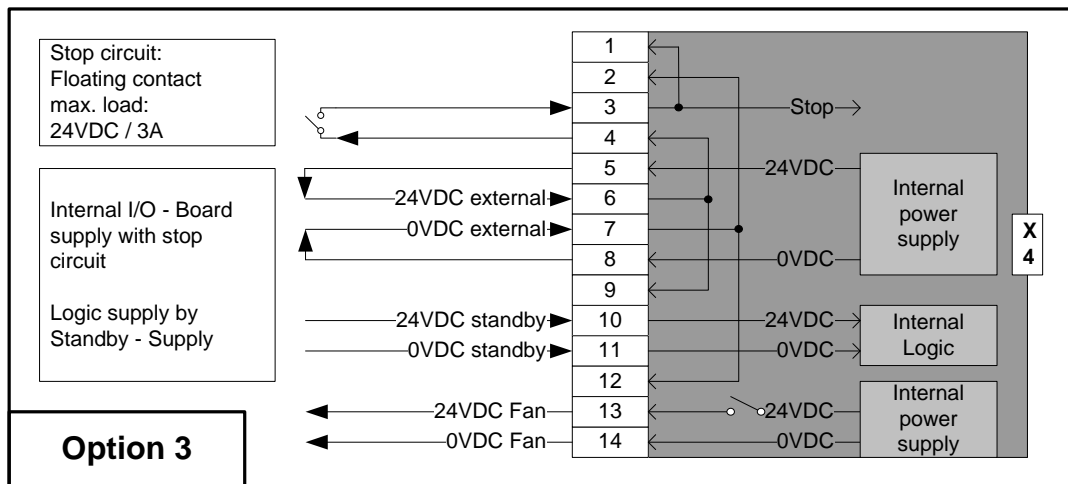 Stop circuit:
Floating contact
max. load:
24VDC / 3A
Internal I/O - Board
supply with stop
circuit
Logic supply by
Standby - Supply
Option 3
24VDC external
0VDC external
24VDC standby
0VDC standby
24VDC Fan
0VDC Fan
1
2
3
4
5
6
7
8
9
10
11
12
13
14
Stop
24VDC
0VDC
24VDC
0VDC
24VDC
0VDC
Internal
power
supply
Internal
Logic
Internal
power
supply
X
4